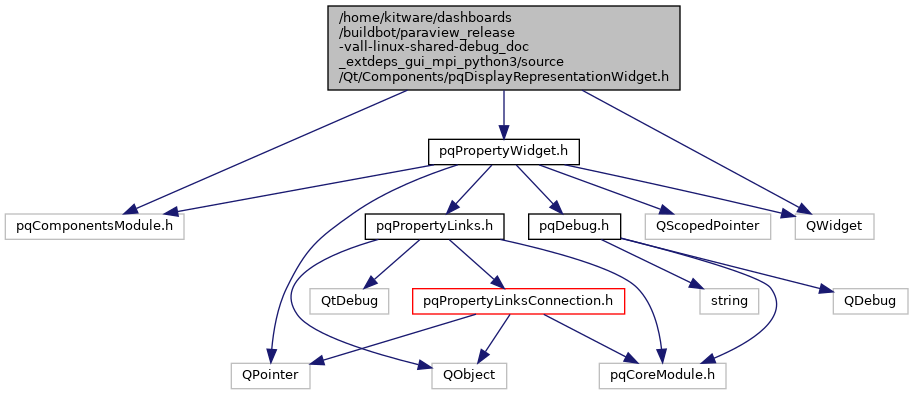 /home/kitware/dashboards
/buildbot/paraview_release
-vall-linux-shared-debug_doc
_extdeps_gui_mpi_python3/source
/Qt/Components/pqDisplayRepresentationWidget.h
pqPropertyWidget.h
pqComponentsModule.h
pqPropertyLinks.h
pqDebug.h
QScopedPointer
QWidget
QtDebug
pqPropertyLinksConnection.h
string
QDebug
QPointer
QObject
pqCoreModule.h